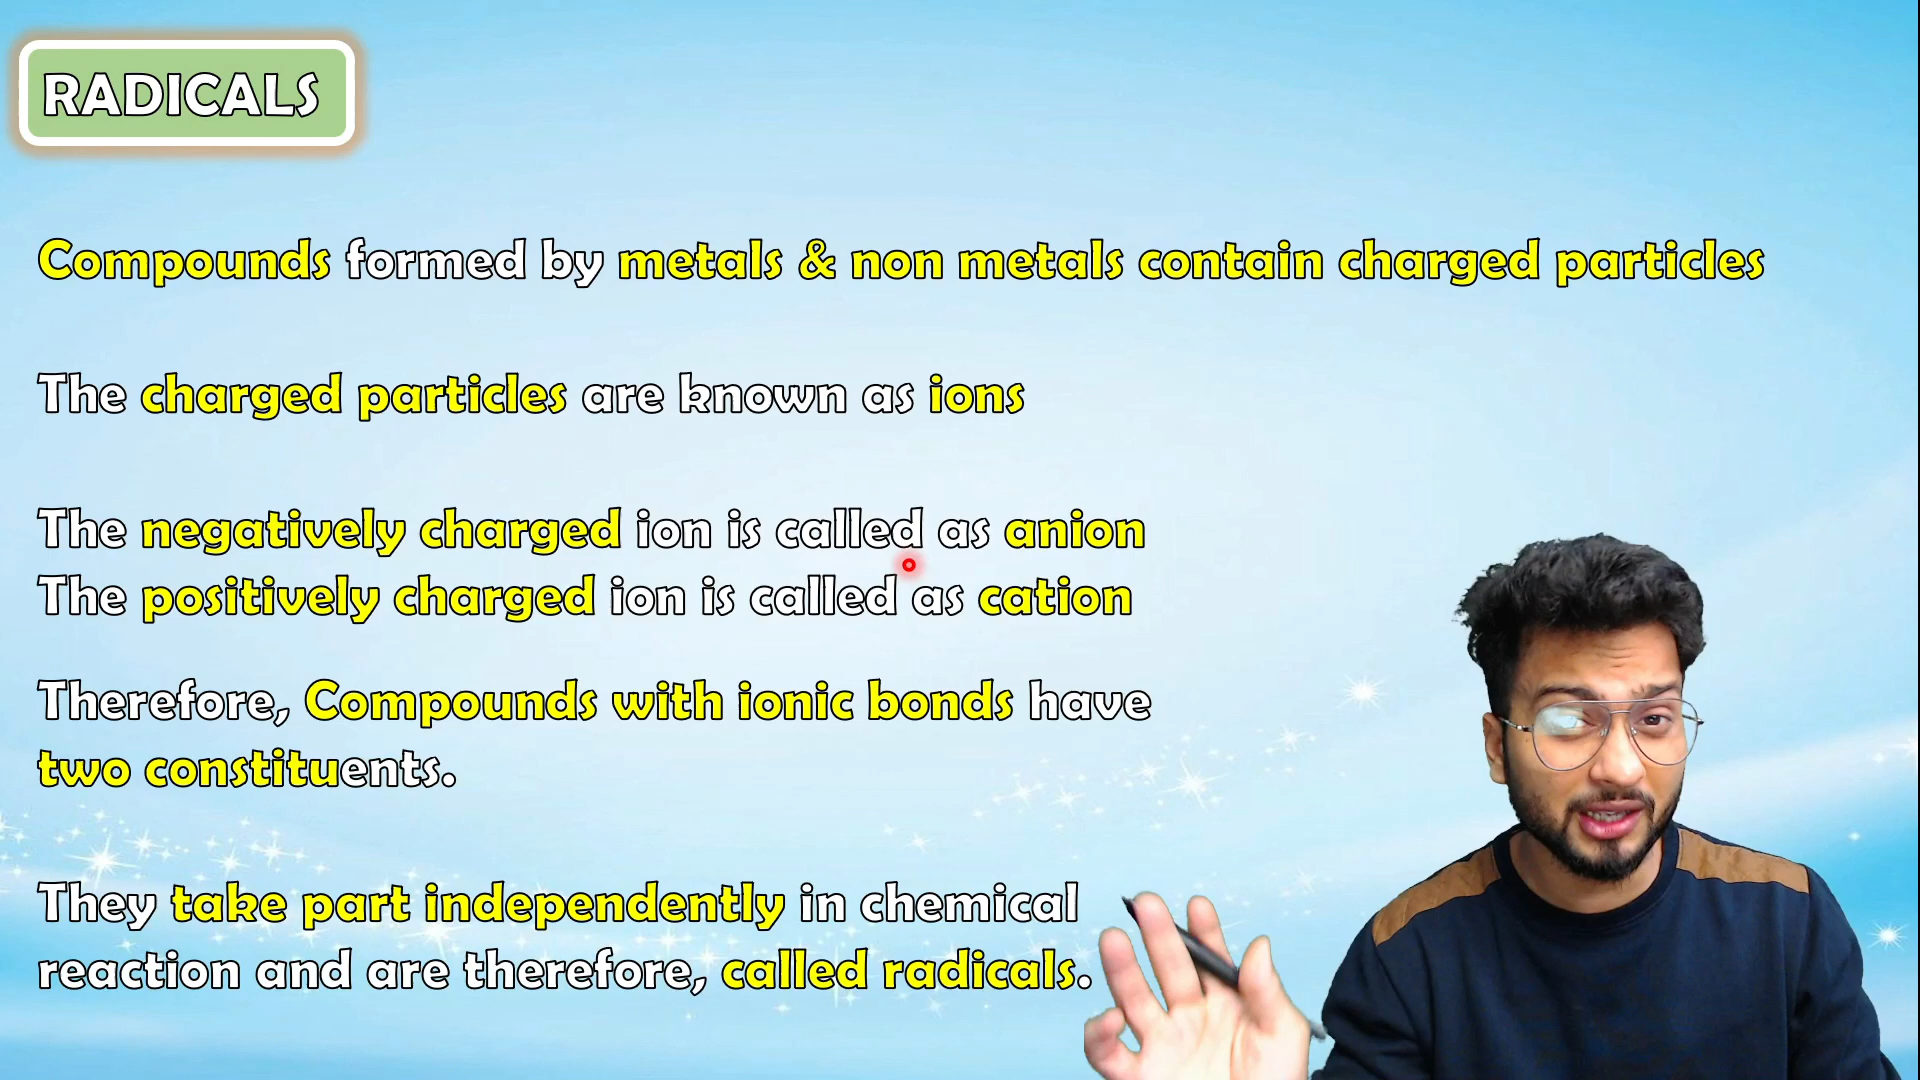 RADICALS
Compounds formed by metals & non metals contain charged particles
The charged particles are known as ions
The negatively charged ion is called as anion
The positively charged ion is called as cation
Therefore, Compounds with ionic bonds have
two constituents.
They take part independently in chemical
reaction and are therefore, called radicals.